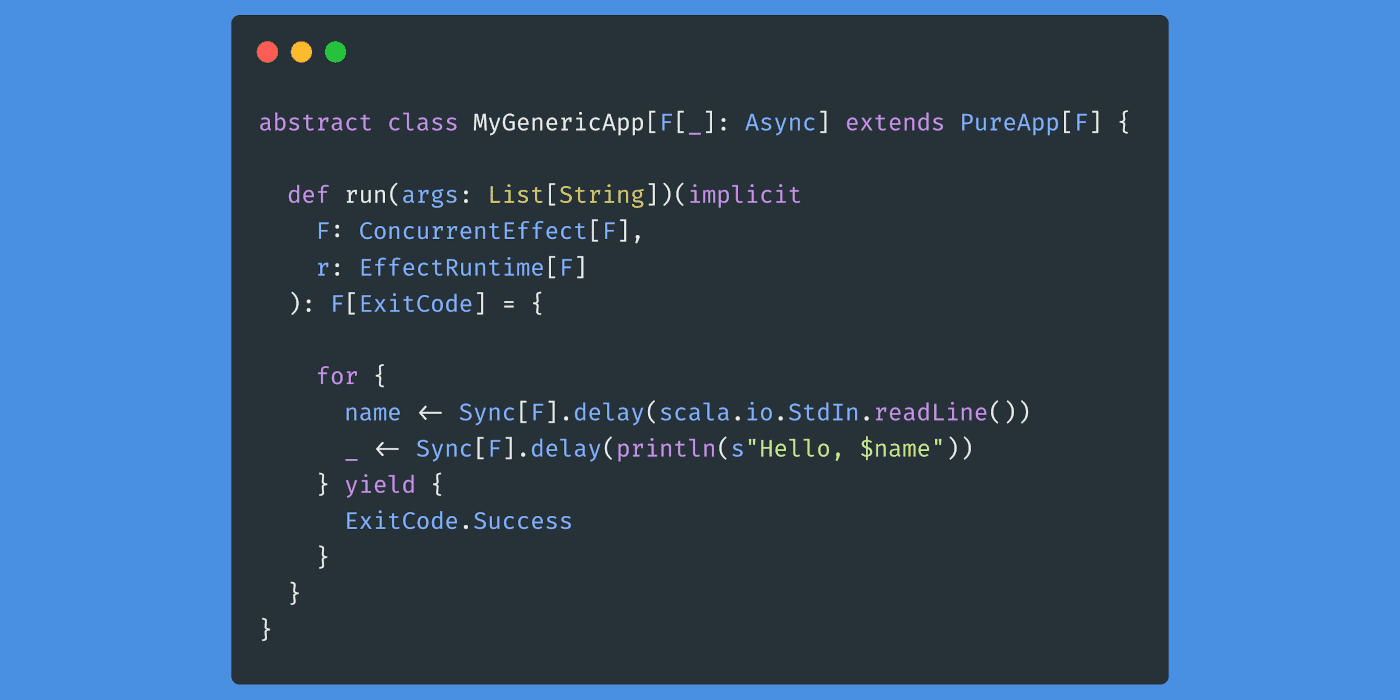 abstract class MyGenericApp[F[_]: Async] extends PureApp[F] {
def run(args: List[String])(implicit
F: ConcurrentEffect[F],
r: EffectRuntime[F]
): F[ExitCode] = {
for {
name <- Sync[F].delay(scala.io.StdIn.readLine())
_ <- Sync[F].delay(println(s"Hello, $name"))
} yield {
ExitCode.Success
}
}
}